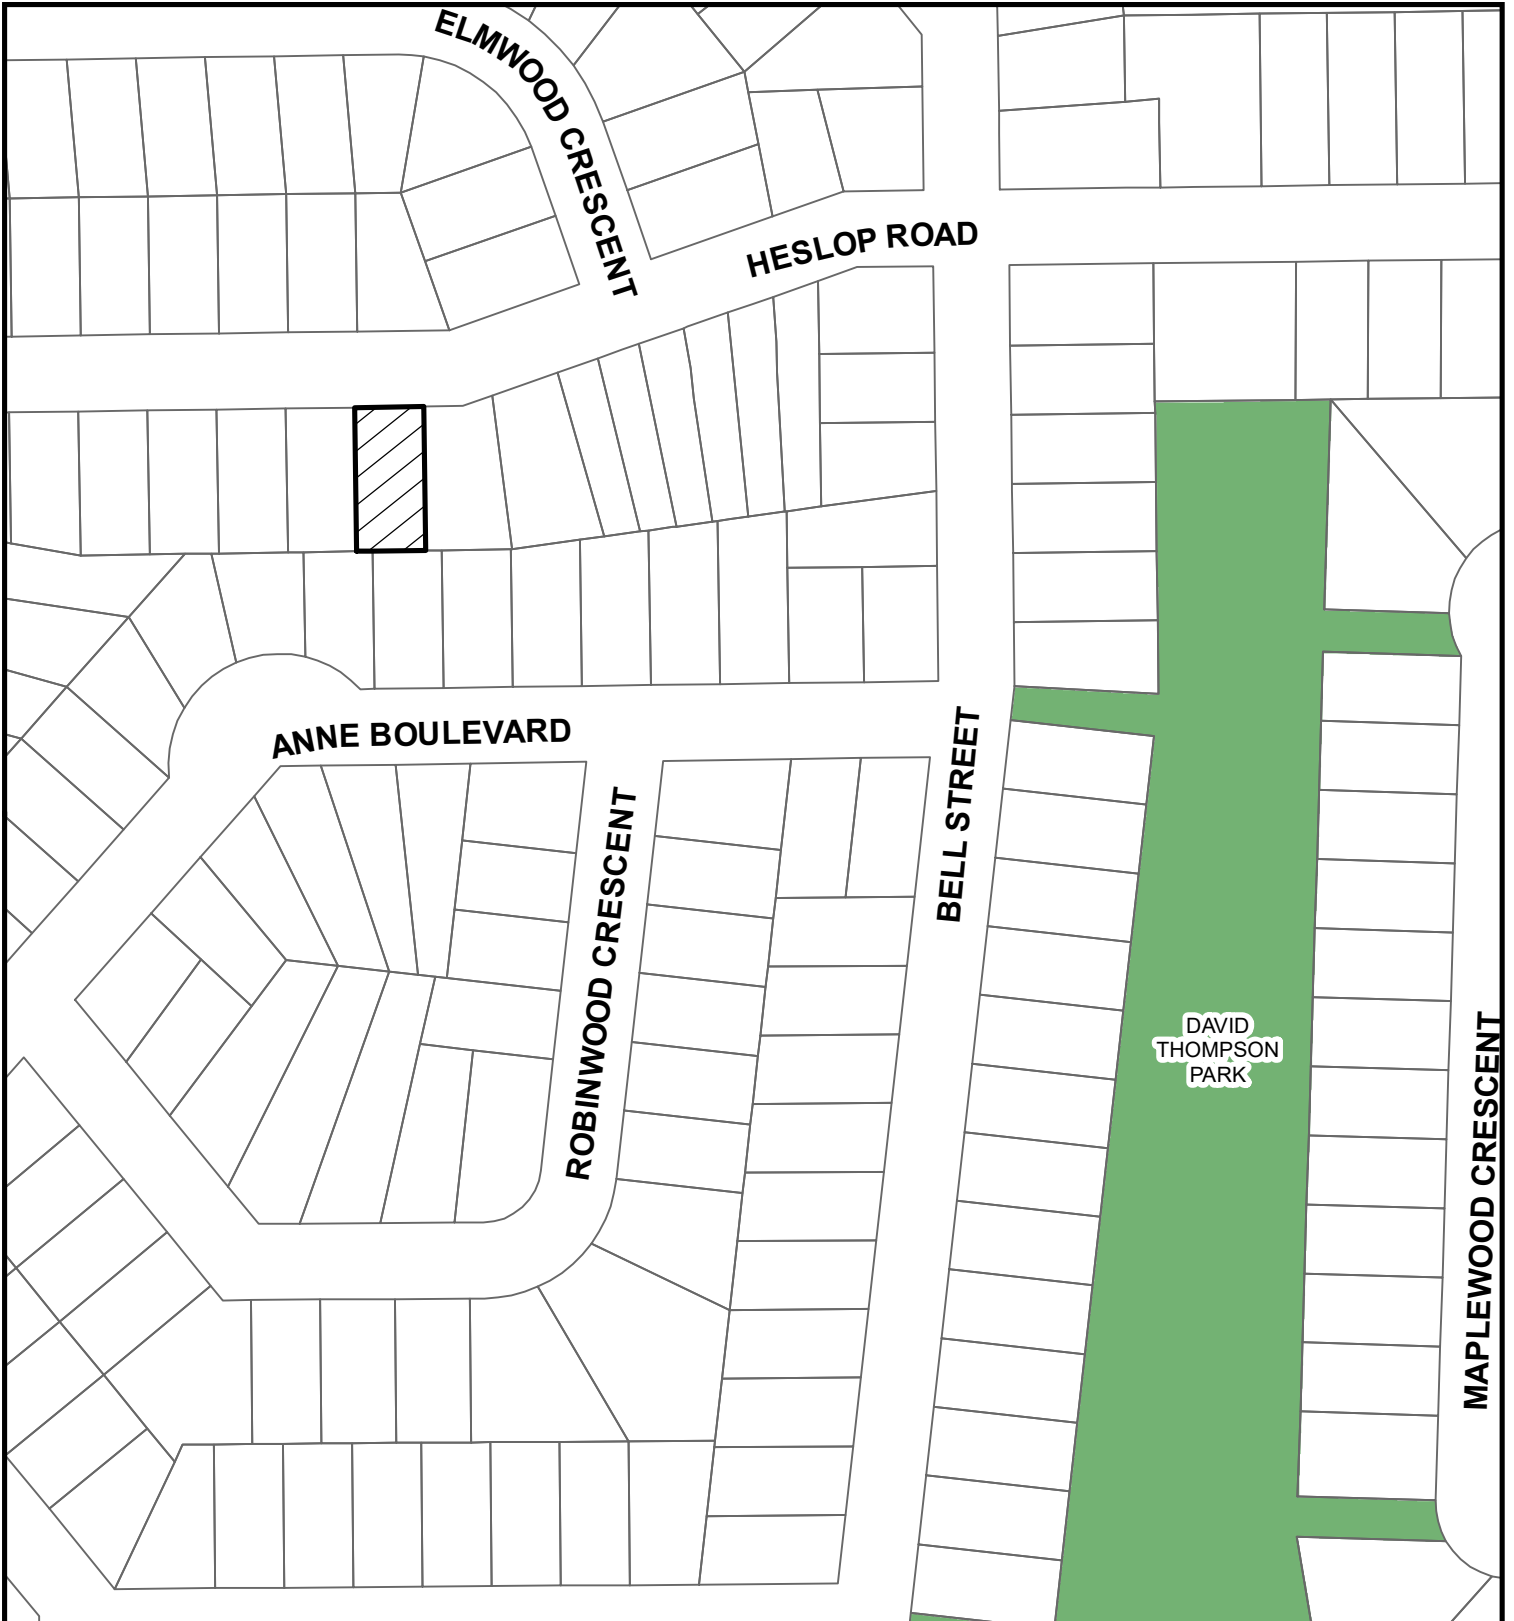 ELMWOOD CRESCENT
HESLOP ROAD
ANNE BOULEVARD
BELL STREET
ROBINWOOD CRESCENT
DAVID
THOMPSON
PARK
MAPLEWOOD CRESCENT